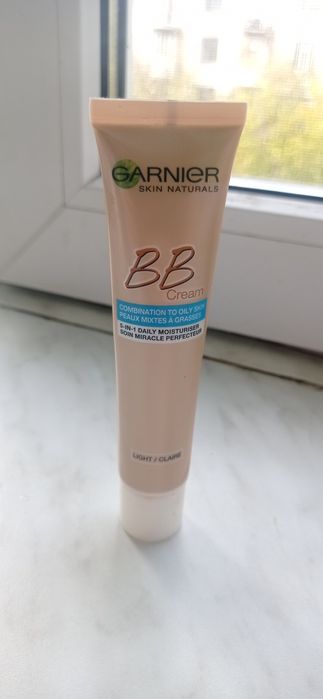 GARNIER
SKIN NATURALS
BB
Cream
COMBINATION TO OILY SKIN
PEAUX MIXTES À GRASSES
5-IN-1 DAILY MOISTURISER
SOIN MIRACLE PERFECTEUR
LIGHT / CLAIRE